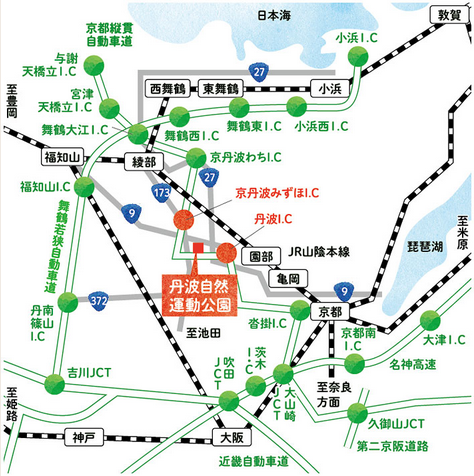 日本海
敦賀
京都縦貫
自動車道
小浜I.C
与謝
天橋立I.C
27
至豊岡
西舞鶴
東舞鶴
小浜
宮津
天橋立I.C
舞鶴大江I.C
舞鶴西I.C
舞鶴東I.C
小浜西I.C
福知山
綾部
京丹波わちI.C
福知山I.C
173
27
京丹波みずほI.C
9
丹波I.C
舞鶴若狭自動車道
園部
JR山陰本線
琵琶湖
至米原
亀岡
丹波自然
運動公園
9
372
丹南篠山I.C
至池田
沓掛I.C
京都
京都南I.C
大津I.C
名神高速
吉川JCT
吹田JCT
茨木I.C
大山崎JCT
至奈良
方面
至姫路
久御山JCT
神戸
大阪
第二京阪道路
近畿自動車道